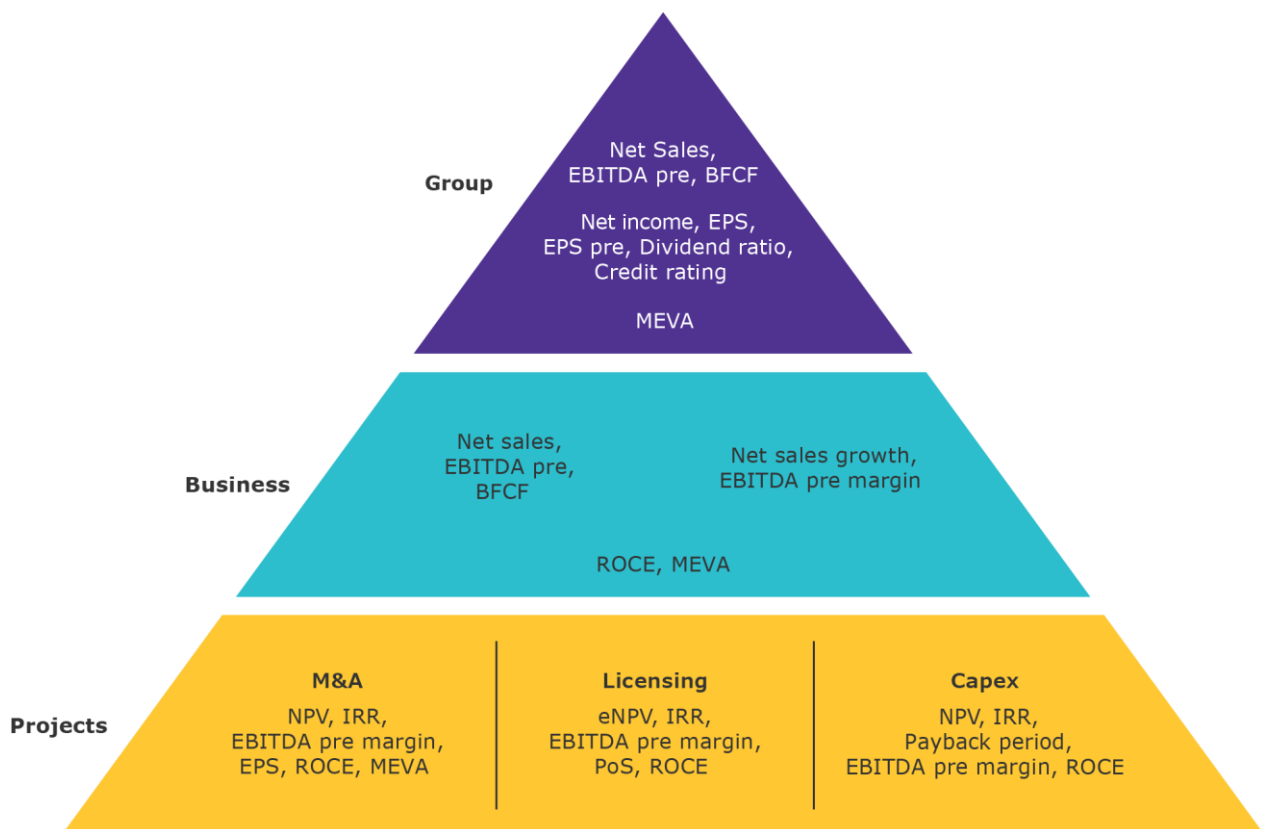 Group
Net Sales,
EBITDA pre, BFCF
Net income, EPS,
EPS pre, Dividend ratio,
Credit rating
MEVA
Business
Net sales,
EBITDA pre,
BFCF
Net sales growth,
EBITDA pre margin
ROCE, MEVA
Projects
M&A
NPV, IRR,
EBITDA pre margin,
EPS, ROCE, MEVA
Licensing
eNPV, IRR,
EBITDA pre margin,
PoS, ROCE
Capex
NPV, IRR,
Payback period,
EBITDA pre margin, ROCE